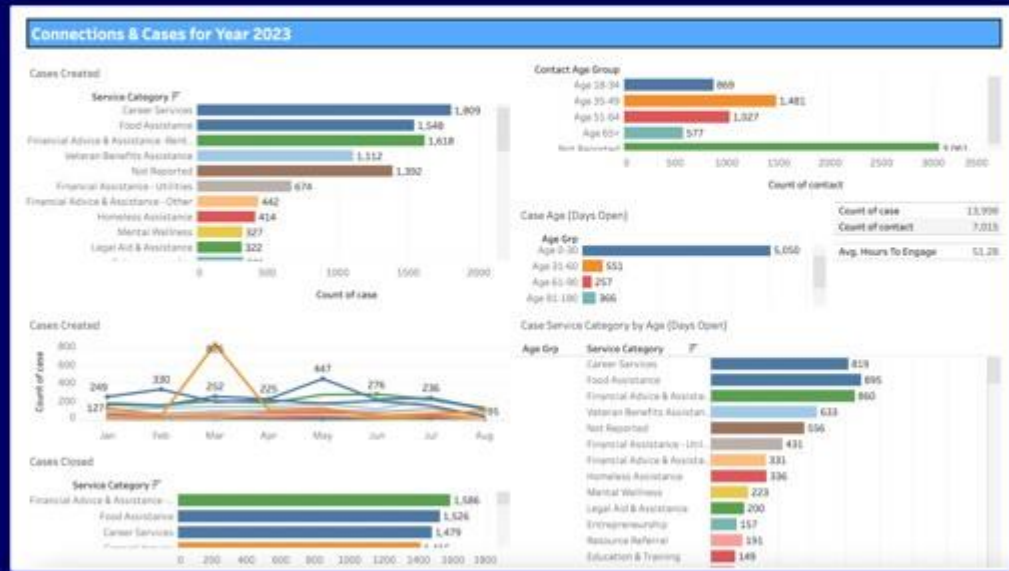 Connections & Cases for Year 2023
Cases Created
Service Category
Career Services 1,809
Food Assistance 1,548
Financial Advice & Assistance- Rent... 1,618
Veteran Benefits Assistance 1,112
Not Reported 1,392
Financial Assistance - Utilities 674
Financial Advice & Assistance - Other 442
Homeless Assistance 414
Mental Wellness 327
Legal Aid & Assistance 322
0 500 1000 1500 2000
Count of case
Cases Created
Count of case
800
600
400
200
0
249 330 252 225 447 276 236
127
Jan Feb Mar Apr May Jun Jul Aug
Cases Closed
Service Category
Financial Advice & Assistance - ... 1,586
Food Assistance 1,526
Career Services 1,479
0 200 400 600 800 1000 1200 1400 1600 1800
Contact Age Group
Age 18-34 869
Age 35-49 1,481
Age 51-64 1,027
Age 65+ 577
Not Reported
0 500 1000 1500 2000 2500 3000 3500
Count of contact
Case Age (Days Open)
Age Grp
Age 0-30 5,050
Age 31-60 551
Age 61-90 257
366
Count of case 13,998
Count of contact 7,015
Avg. Hours To Engage 51.28
Case Service Category by Age (Days Open)
Age Grp Service Category
Career Services 819
Food Assistance 895
Financial Advice & Assista.. 860
Veteran Benefits Assistan.. 633
Not Reported 556
Financial Assistance - Util.. 431
Financial Advice & Assista.. 331
Homeless Assistance 336
Mental Wellness 223
Legal Aid & Assistance 200
Entrepreneurship 157
Resource Referral 191
Education & Training 149